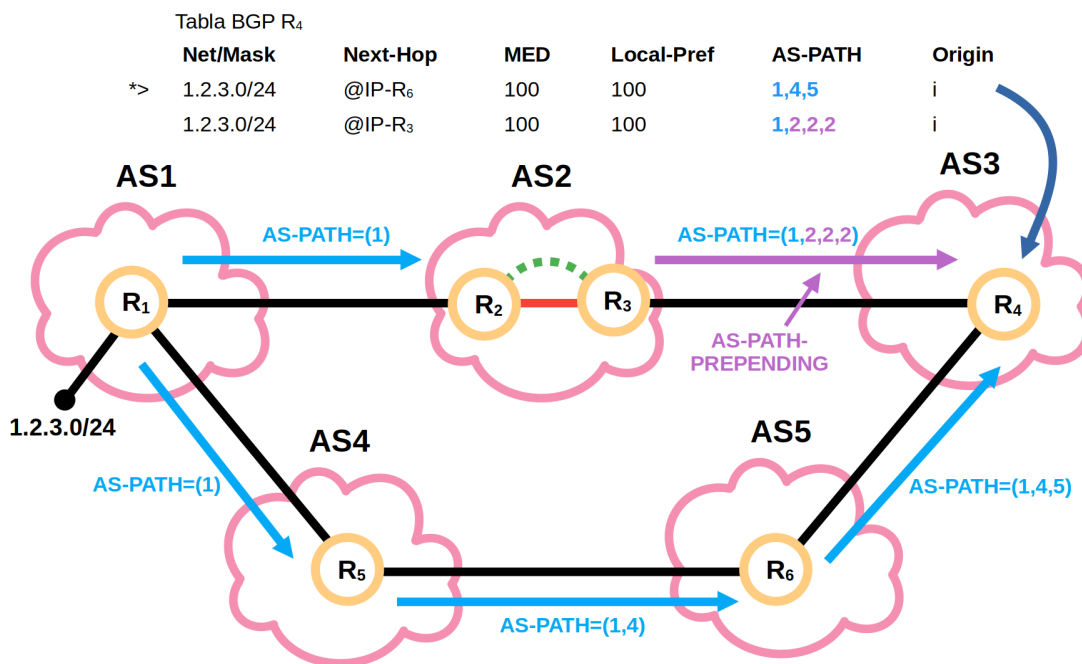 Tabla BGP R₄
Net/Mask Next-Hop MED Local-Pref AS-PATH Origin
*> 1.2.3.0/24 @IP-R₆ 100 100 1,4,5 i
1.2.3.0/24 @IP-R₃ 100 100 1,2,2,2 i
AS1 AS2 AS3
AS-PATH=(1) AS-PATH=(1,2,2,2)
R₁ R₂ R₃ R₄
AS-PATH-
PREPENDING
1.2.3.0/24
AS4 AS5
AS-PATH=(1) AS-PATH=(1,4,5)
R₅ R₆
AS-PATH=(1,4)